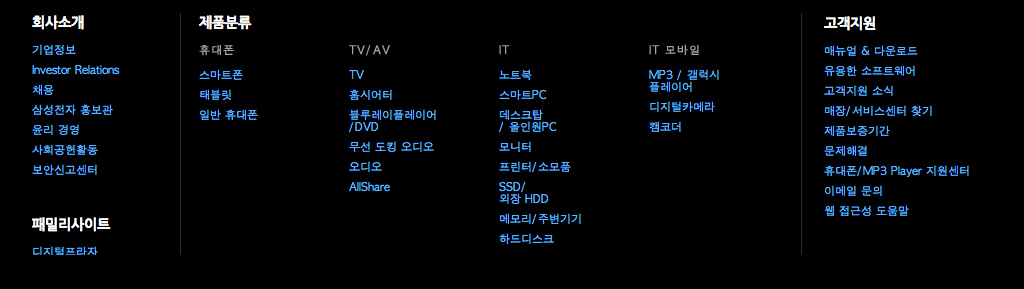 회사소개
기업정보
Investor Relations
채용
삼성전자 홍보관
윤리 경영
사회공헌활동
보안신고센터
패밀리사이트
디지털프라자
제품분류
휴대폰
스마트폰
태블릿
일반 휴대폰
TV/AV
TV
홈시어터
블루레이플레이어
/DVD
무선 도킹 오디오
오디오
AllShare
IT
노트북
스마트PC
데스크탑
/ 올인원PC
모니터
프린터/소모품
SSD/
외장 HDD
메모리/주변기기
하드디스크
IT 모바일
MP3 / 갤럭시
플레이어
디지털카메라
캠코더
고객지원
매뉴얼 & 다운로드
유용한 소프트웨어
고객지원 소식
매장/서비스센터 찾기
제품보증기간
문제해결
휴대폰/MP3 Player 지원센터
이메일 문의
웹 접근성 도움말